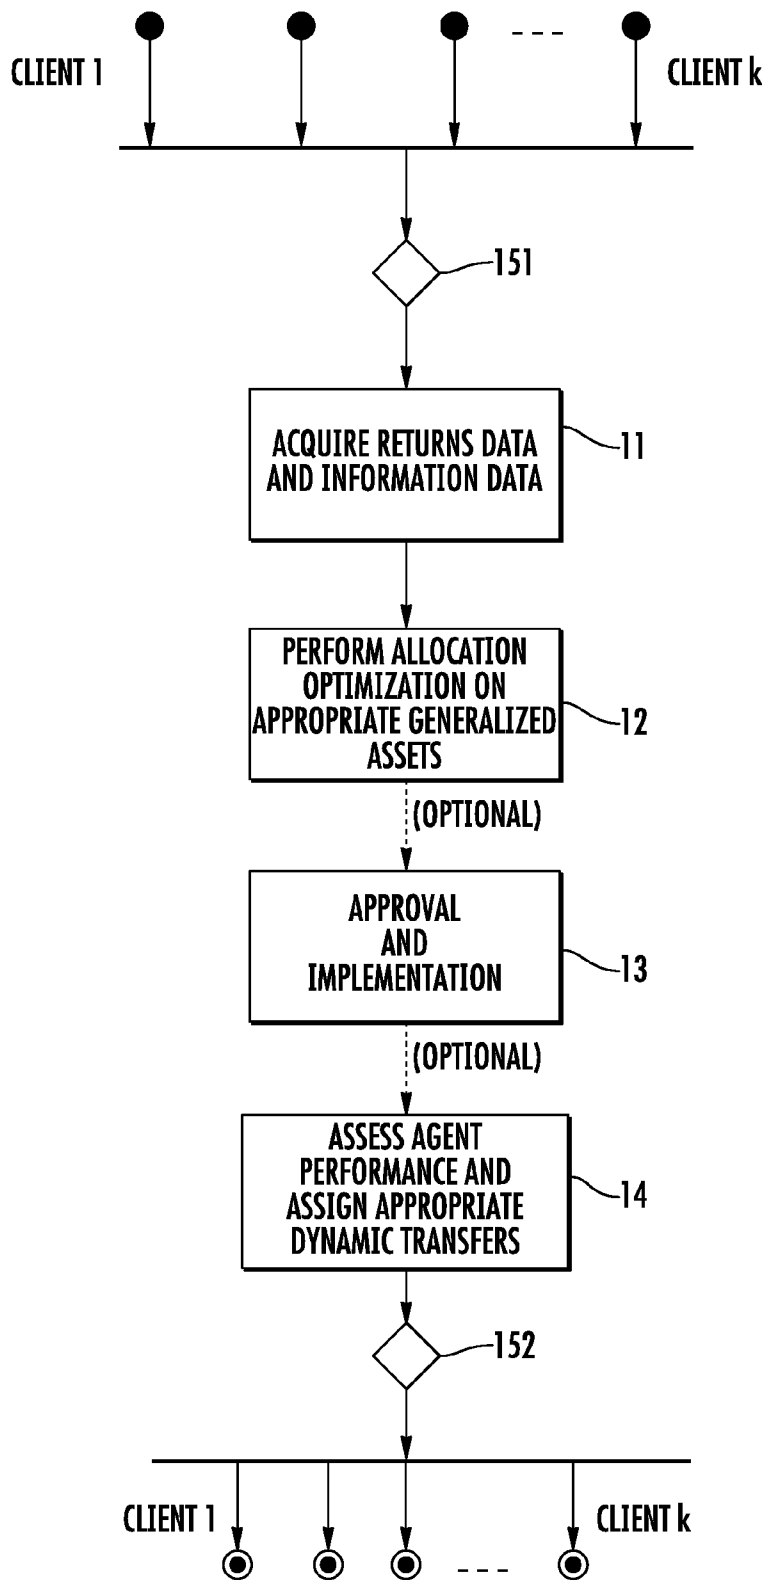 CLIENT 1
CLIENT k
151
ACQUIRE RETURNS DATA
AND INFORMATION DATA
11
PERFORM ALLOCATION
OPTIMIZATION ON
APPROPRIATE GENERALIZED
ASSETS
12
(OPTIONAL)
APPROVAL
AND
IMPLEMENTATION
13
(OPTIONAL)
ASSESS AGENT
PERFORMANCE AND
ASSIGN APPROPRIATE
DYNAMIC TRANSFERS
14
152
CLIENT 1
CLIENT k